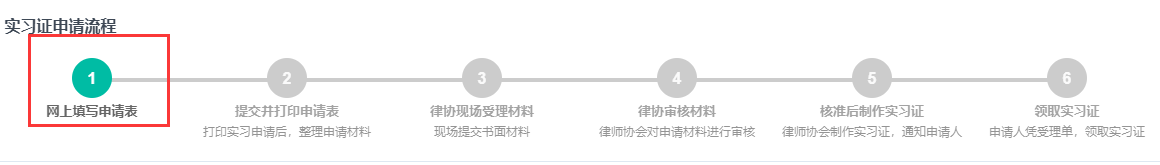 实习证申请流程
1 2 3 4 5 6
网上填写申请表 提交并打印申请表 律协现场受理材料 律协审核材料 核准后制作实习证 领取实习证
打印实习申请后，整理申请材料 现场提交书面材料 律师协会对申请材料进行审核 律师协会制作实习证，通知申请人 申请人凭受理单，领取实习证